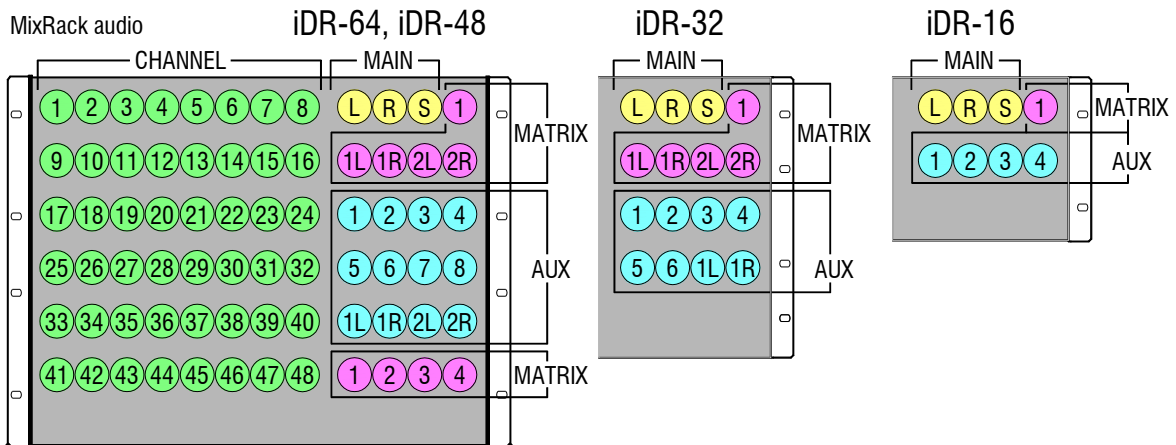 MixRack audio iDR-64, iDR-48 iDR-32 iDR-16
CHANNEL MAIN MAIN MAIN
1 2 3 4 5 6 7 8 L R S 1 L R S 1 L R S 1 MATRIX
MATRIX MATRIX
9 10 11 12 13 14 15 16 1L 1R 2L 2R 1L 1R 2L 2R 1 2 3 4 AUX
17 18 19 20 21 22 23 24 1 2 3 4 1 2 3 4
25 26 27 28 29 30 31 32 5 6 7 8 AUX 5 6 1L 1R AUX
33 34 35 36 37 38 39 40 1L 1R 2L 2R
41 42 43 44 45 46 47 48 1 2 3 4 MATRIX